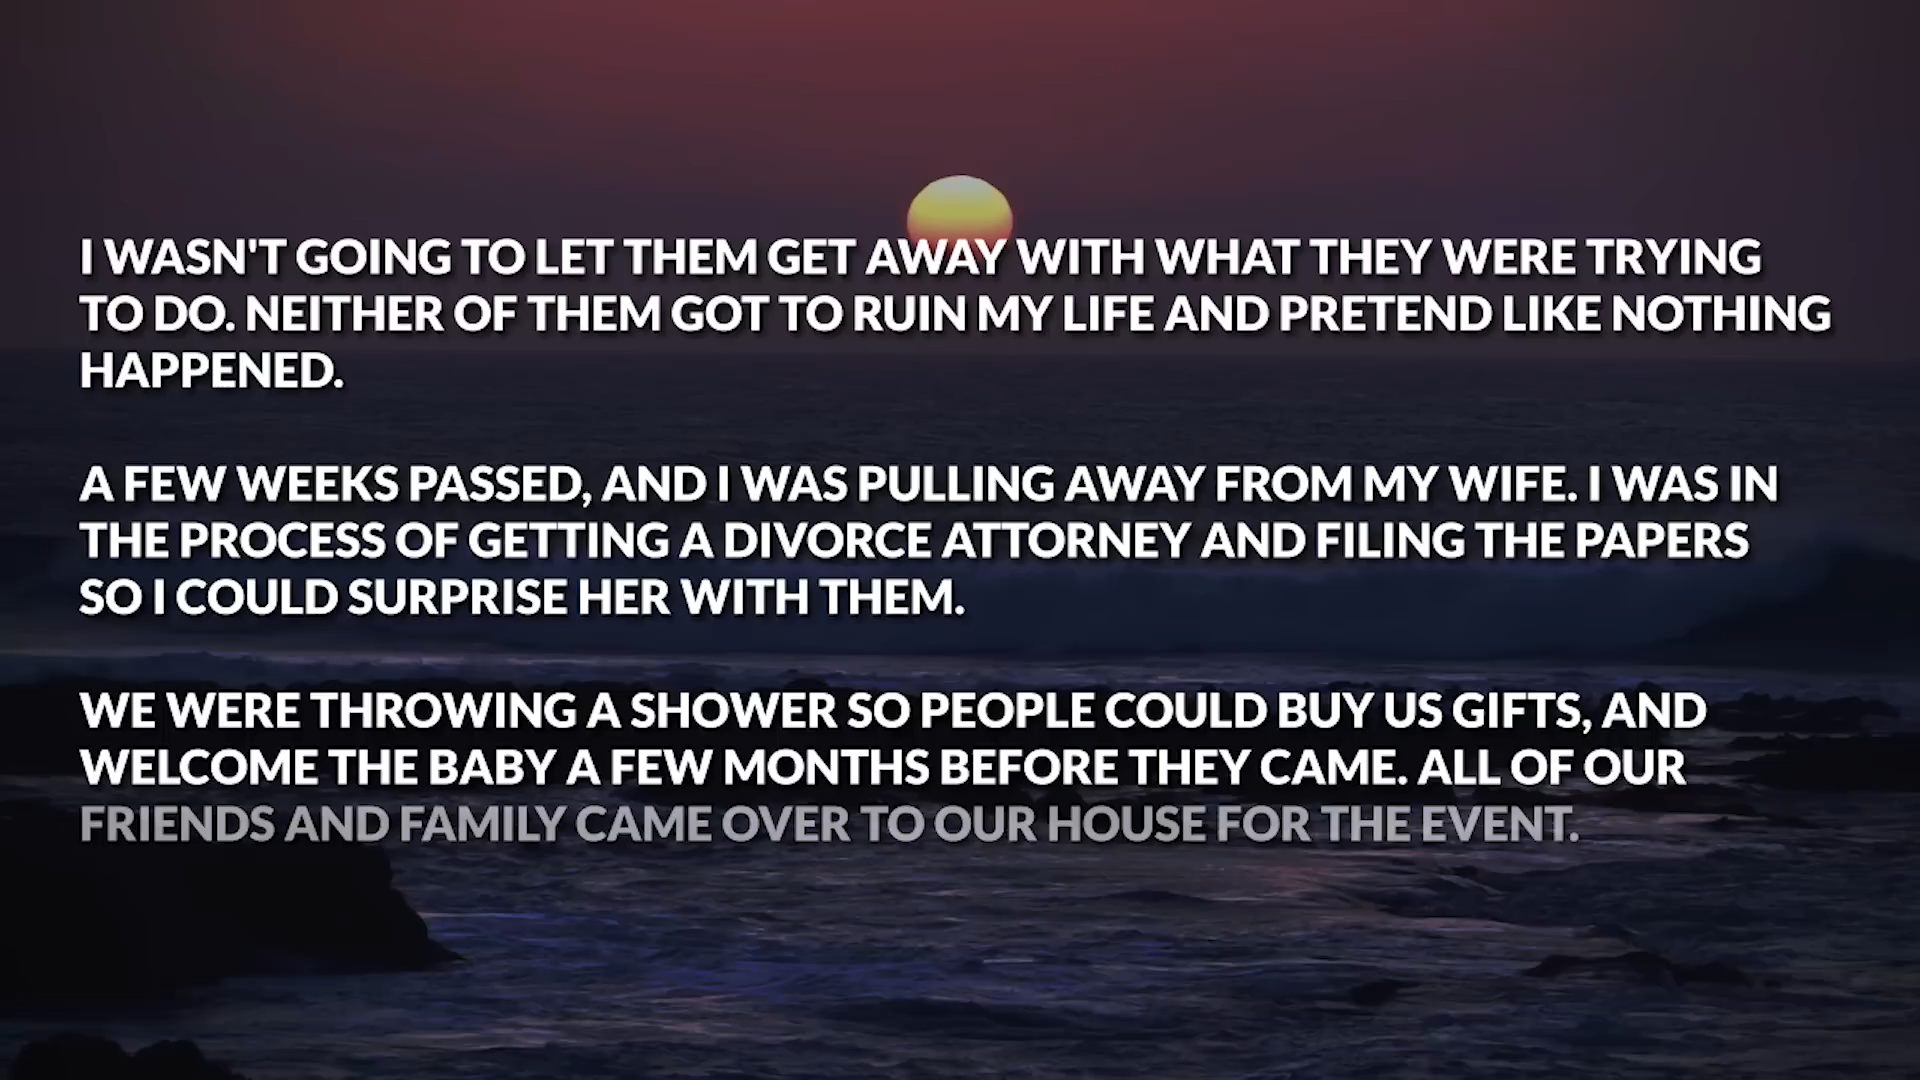 I WASN'T GOING TO LET THEM GET AWAY WITH WHAT THEY WERE TRYING
TO DO. NEITHER OF THEM GOT TO RUIN MY LIFE AND PRETEND LIKE NOTHING
HAPPENED.
A FEW WEEKS PASSED, AND I WAS PULLING AWAY FROM MY WIFE. I WAS IN
THE PROCESS OF GETTING A DIVORCE ATTORNEY AND FILING THE PAPERS
SO I COULD SURPRISE HER WITH THEM.
WE WERE THROWING A SHOWER SO PEOPLE COULD BUY US GIFTS, AND
WELCOME THE BABY A FEW MONTHS BEFORE THEY CAME. ALL OF OUR
FRIENDS AND FAMILY CAME OVER TO OUR HOUSE FOR THE EVENT.